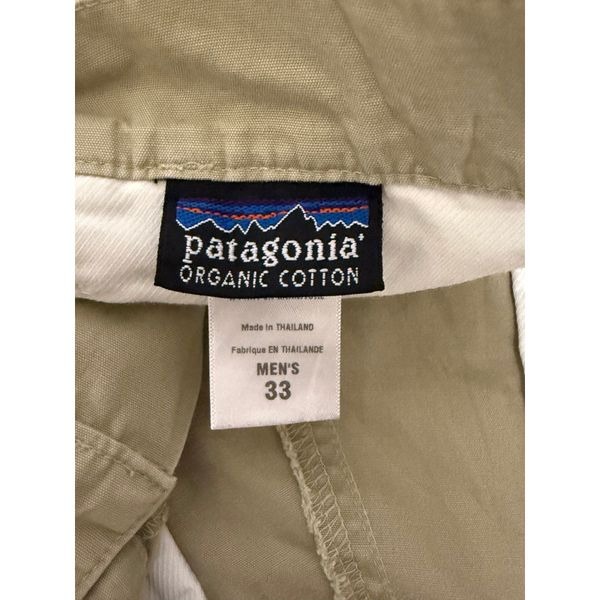 patagonia®
ORGANIC COTTON
Made in THAILAND
Fabrique EN THAILANDE
MEN'S
33